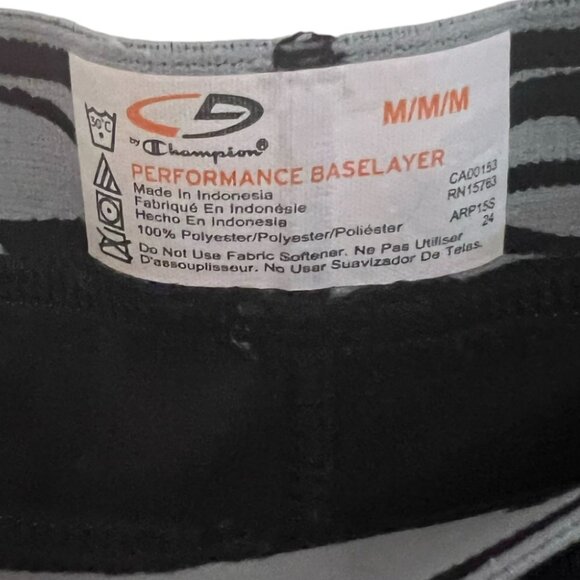 30°C
by Champion®
M/M/M
PERFORMANCE BASELAYER
Made In Indonesia
Fabriqué En Indonésie
Hecho En Indonesia
100% Polyester/Polyester/Poliéster
CA00153
RN15763
ARP15S
24
Do Not Use Fabric Softener. Ne Pas Utiliser
D'assouplisseur. No Usar Suavizador De Telas.